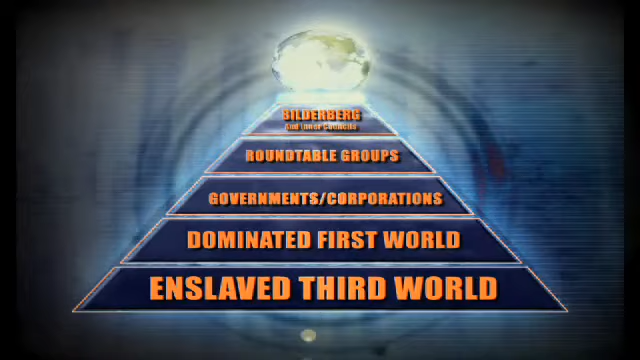 BILDERBERG
And Inner Councils
ROUNDTABLE GROUPS
GOVERNMENTS/CORPORATIONS
DOMINATED FIRST WORLD
ENSLAVED THIRD WORLD